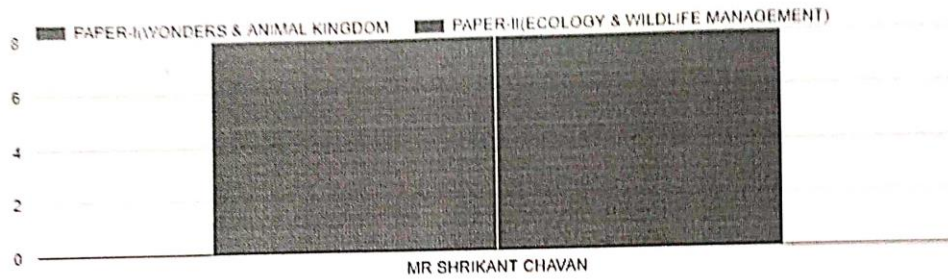 PAPER-I(WONDERS & ANIMAL KINGDOM PAPER-II(ECOLOGY & WILDLIFE MANAGEMENT)
8
6
4
2
0
MR SHRIKANT CHAVAN